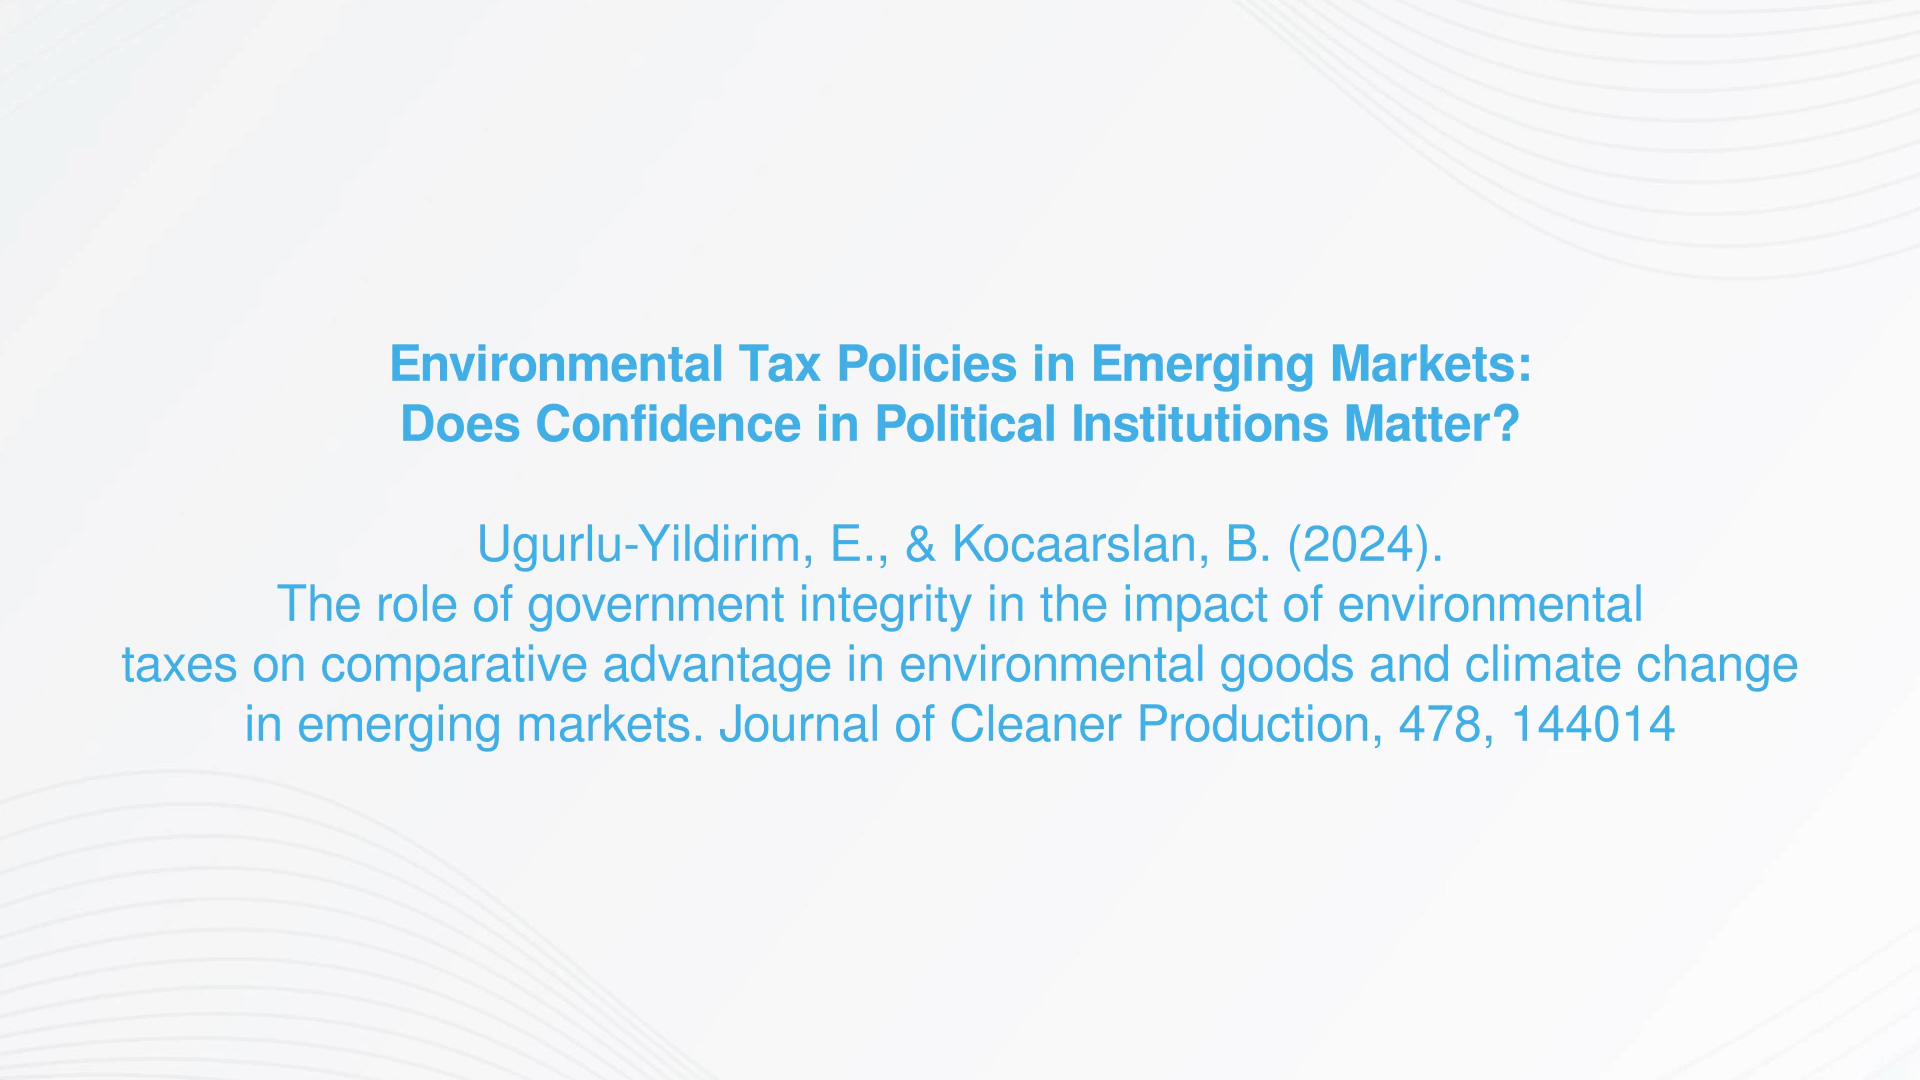 Environmental Tax Policies in Emerging Markets:
Does Confidence in Political Institutions Matter?
Ugurlu-Yildirim, E., & Kocaarslan, B. (2024).
The role of government integrity in the impact of environmental
taxes on comparative advantage in environmental goods and climate change
in emerging markets. Journal of Cleaner Production, 478, 144014